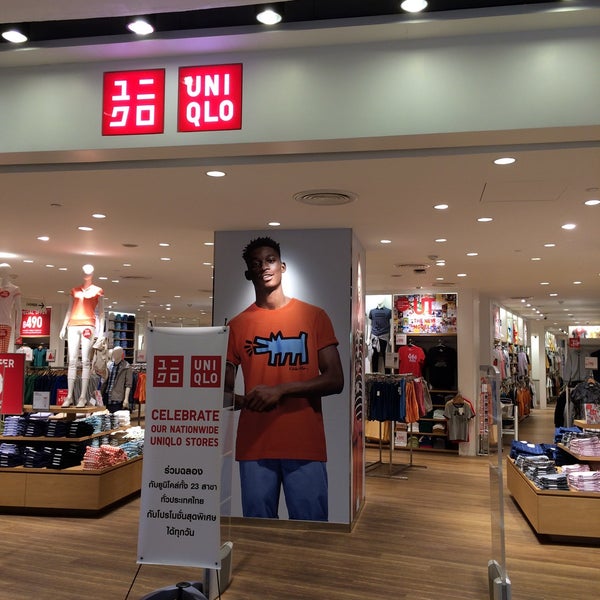 ユニ
クロ
UNI
QLO
490
UT
ユニ
クロ
UNI
QLO
CELEBRATE
OUR NATIONWIDE
UNIQLO STORES
ร่วมฉลอง
กับยูนิโคล่ทั้ง 23 สาขา
ทั่วประเทศไทย
กับโปรโมชั่นสุดพิเศษ
ได้ทุกวัน